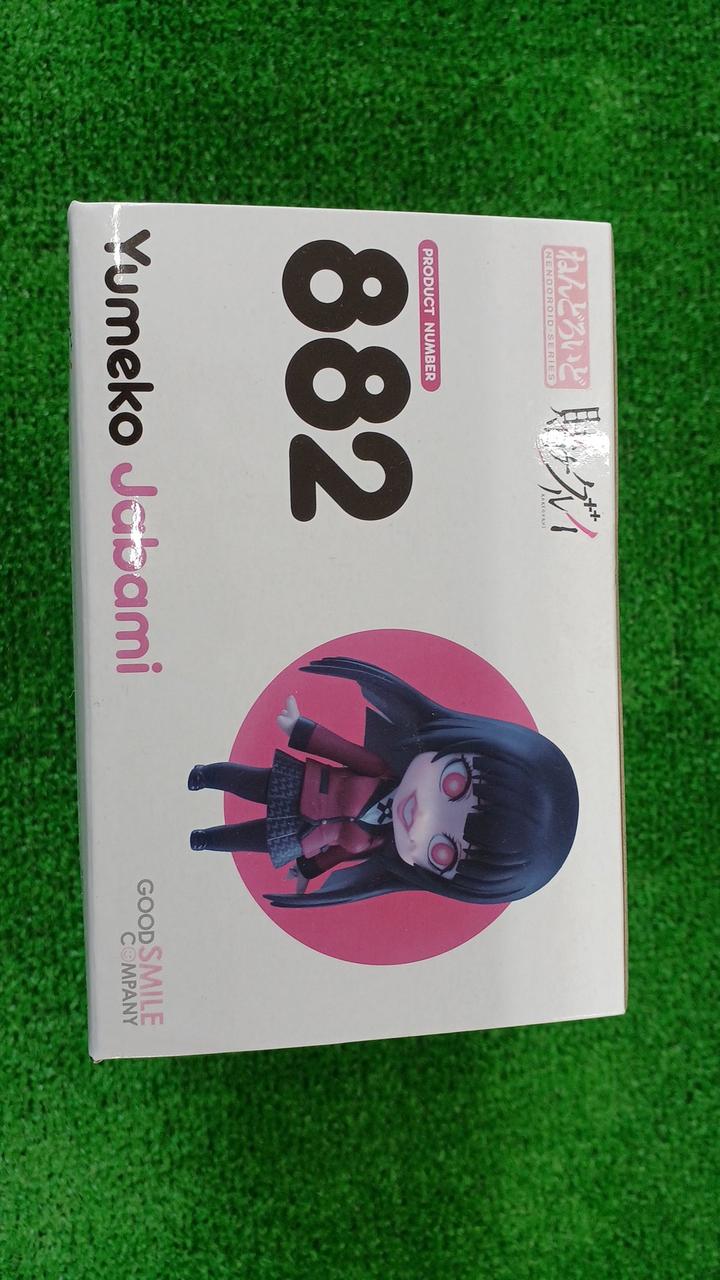 ねんどろいど
NENDOROID-SERIES
賭ケグルイ
KAKEGURUI
PRODUCT NUMBER
882
Yumeko Jabami
GOOD SMILE
COMPANY